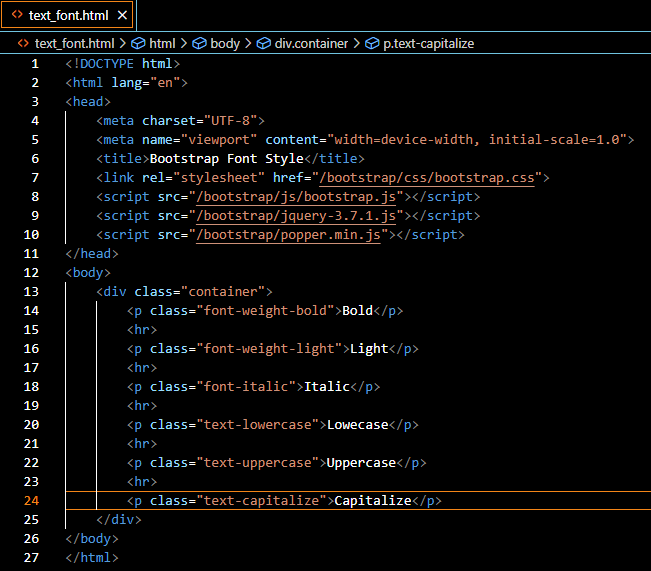 text_font.html ×
text_font.html > html > body > div.container > p.text-capitalize
1 <!DOCTYPE html>
2 <html lang="en">
3 <head>
4     <meta charset="UTF-8">
5     <meta name="viewport" content="width=device-width, initial-scale=1.0">
6     <title>Bootstrap Font Style</title>
7     <link rel="stylesheet" href="/bootstrap/css/bootstrap.css">
8     <script src="/bootstrap/js/bootstrap.js"></script>
9     <script src="/bootstrap/jquery-3.7.1.js"></script>
10     <script src="/bootstrap/popper.min.js"></script>
11 </head>
12 <body>
13     <div class="container">
14         <p class="font-weight-bold">Bold</p>
15         <hr>
16         <p class="font-weight-light">Light</p>
17         <hr>
18         <p class="font-italic">Italic</p>
19         <hr>
20         <p class="text-lowercase">Lowecase</p>
21         <hr>
22         <p class="text-uppercase">Uppercase</p>
23         <hr>
24         <p class="text-capitalize">Capitalize</p>
25     </div>
26 </body>
27 </html>